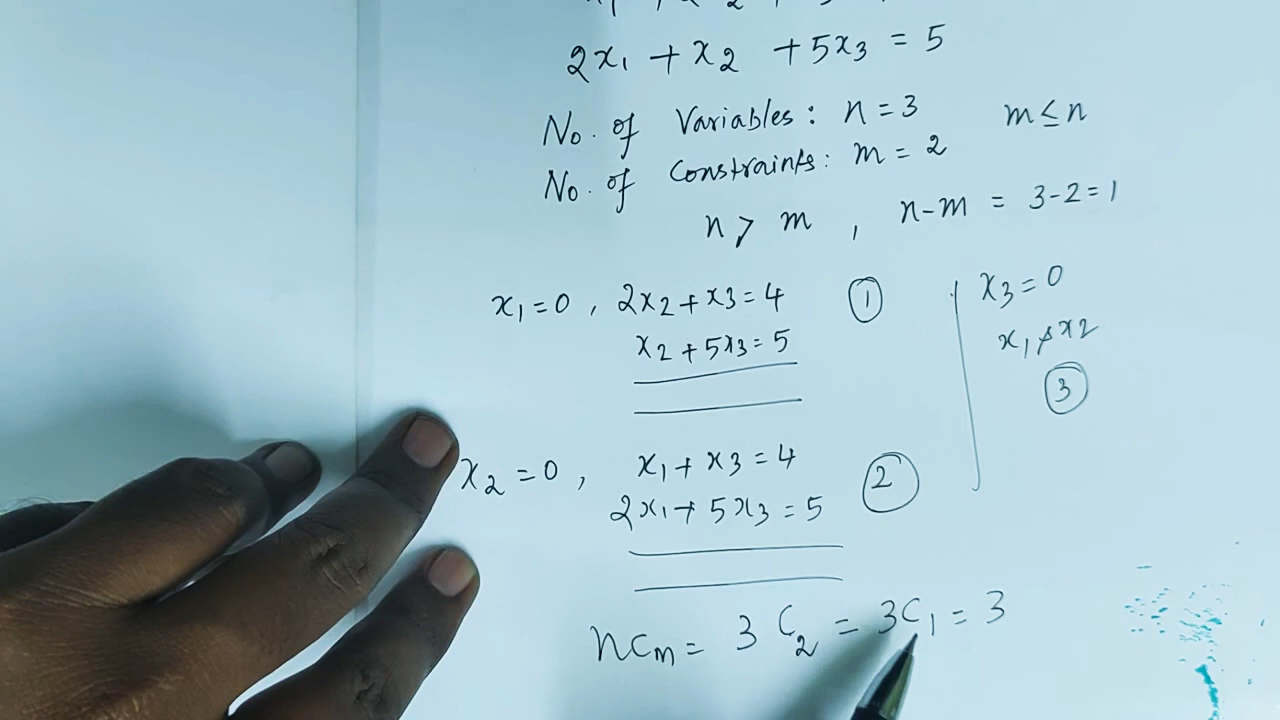 2x₁ + x₂ + 5x₃ = 5
No. of Variables : n = 3 m ≤ n
No. of Constraints : m = 2
n > m , n-m = 3-2=1
x₁=0 , 2x₂+x₃=4 ①
x₂+5x₃=5
x₃=0
x₁, x₂
③
x₂=0 , x₁+x₃=4 ②
2x₁+5x₃=5
nCm = 3C₂ = 3C₁ = 3